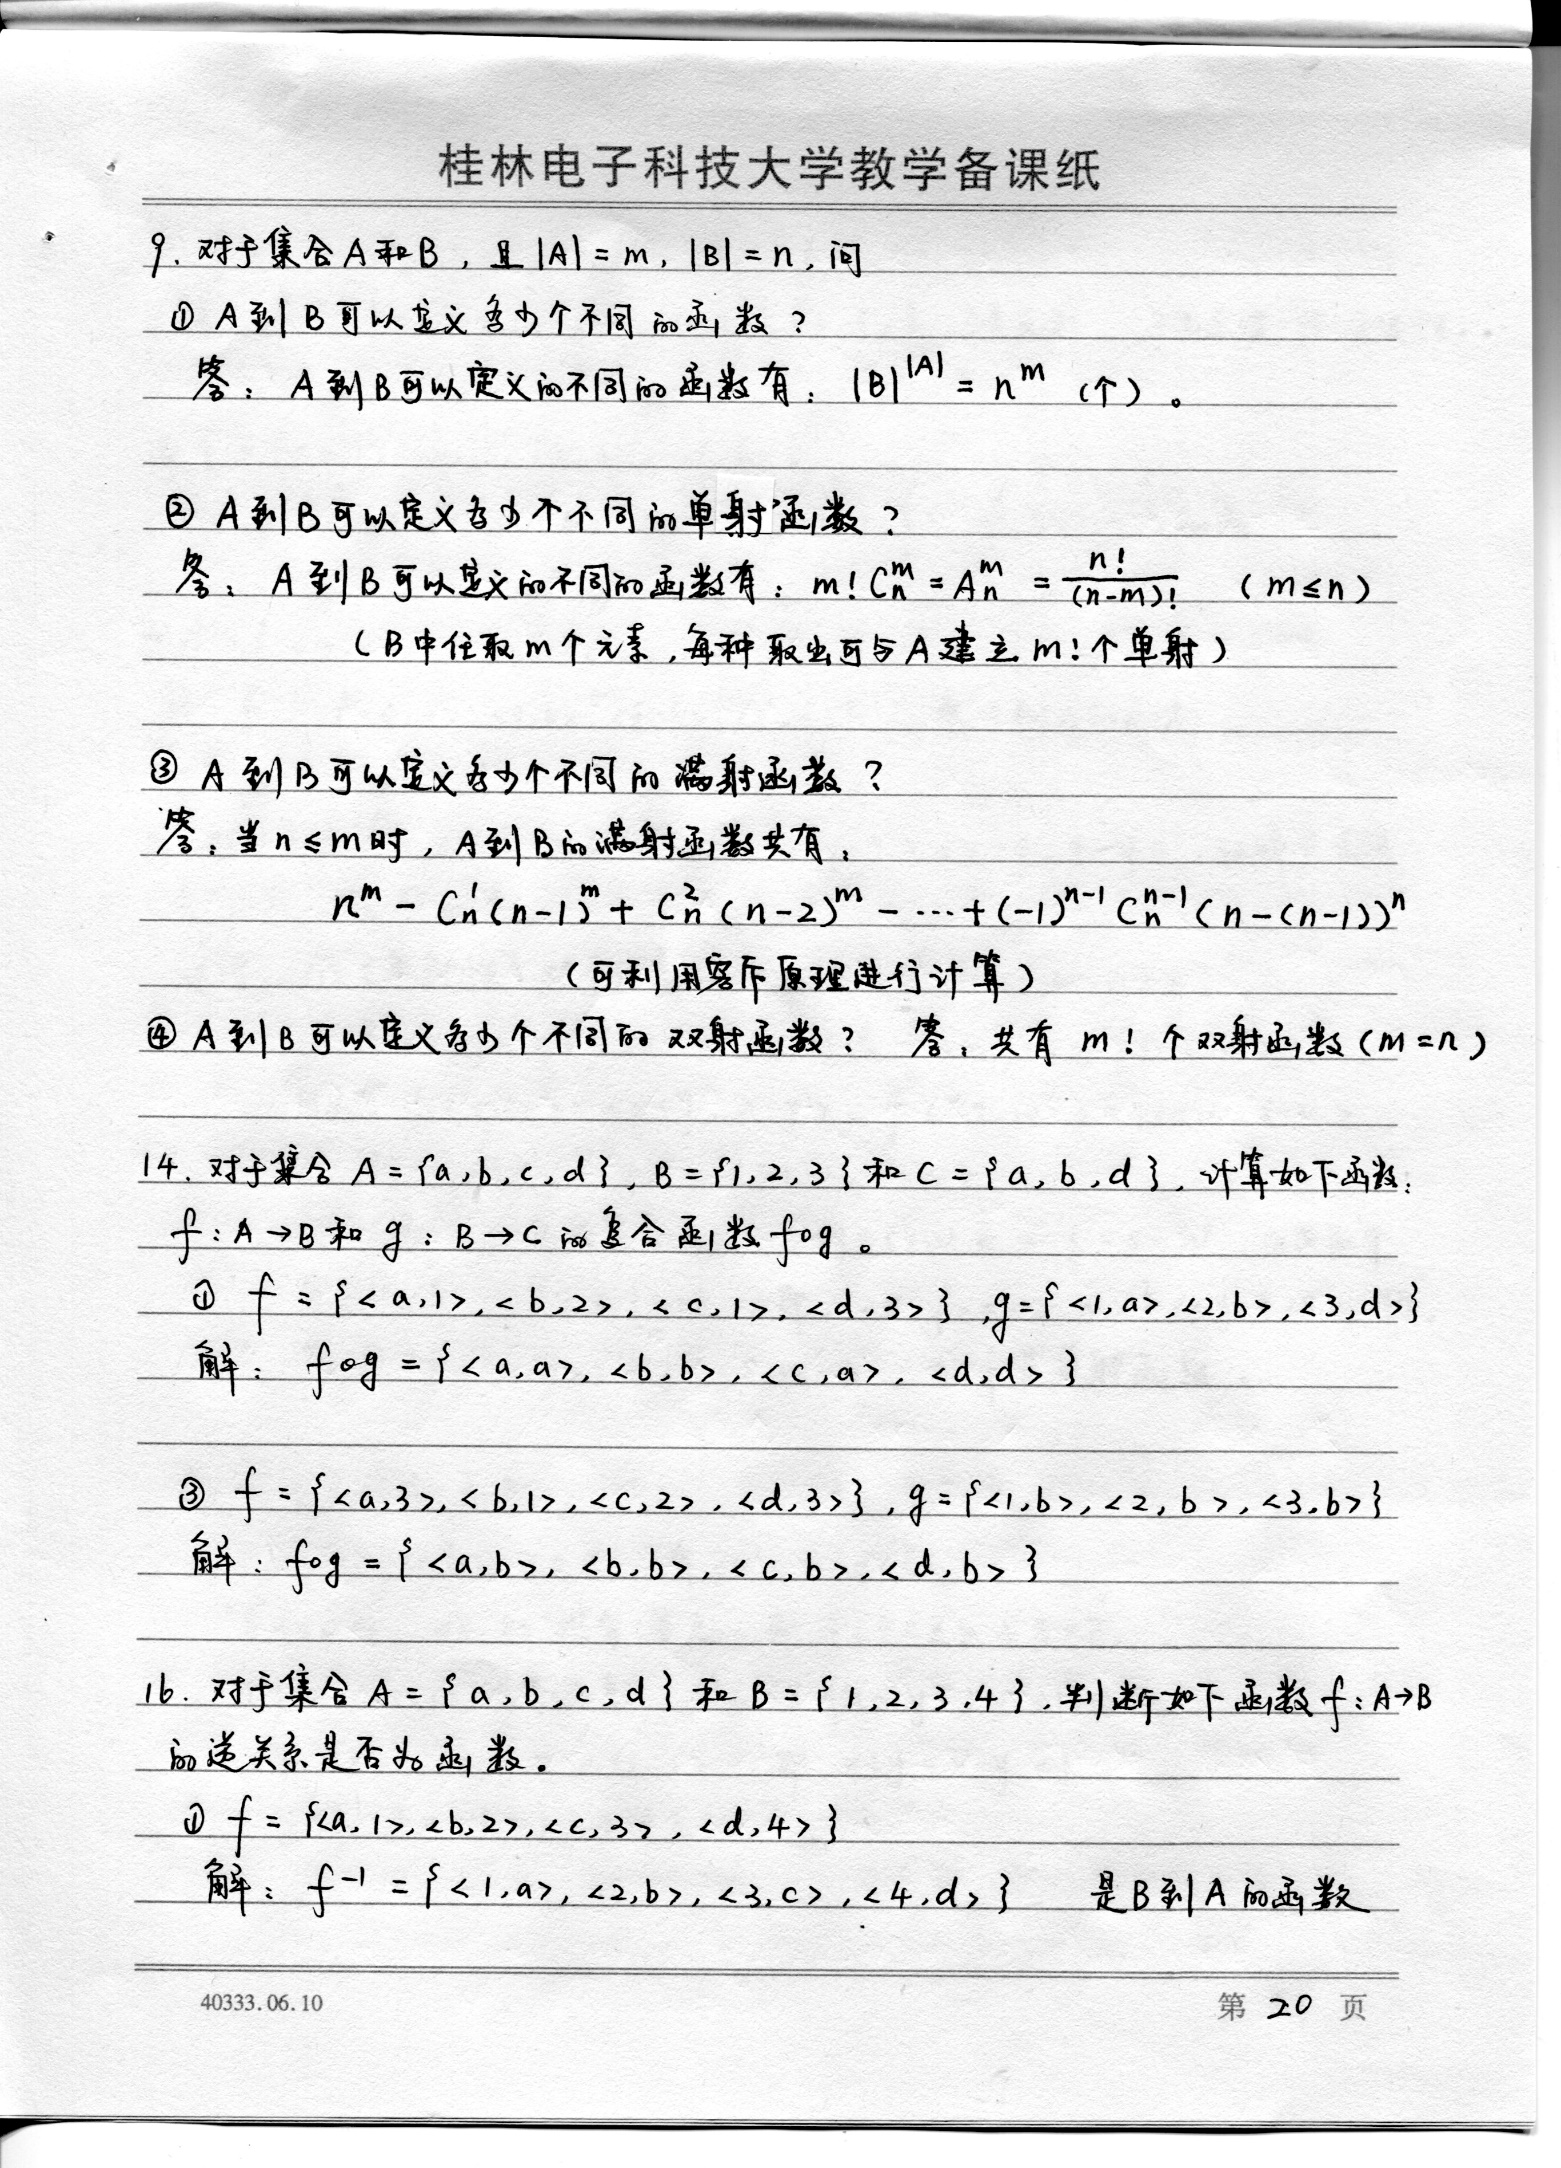 桂林电子科技大学教学备课纸
9. 对于集合A和B，且|A|=m，|B|=n，问
① A到B可以定义多少个不同的函数？
答：A到B可以定义的不同的函数有：|B|^|A| = n^m（个）。
② A到B可以定义多少个不同的单射函数？
答：A到B可以定义的不同的函数有：m! C_n^m = A_n^m = n!/(n-m)! （m≤n）
（B中任取m个元素，每种取出可与A建立m!个单射）
③ A到B可以定义多少个不同的满射函数？
答：当n≤m时，A到B的满射函数共有：
n^m - C_n^1(n-1)^m + C_n^2(n-2)^m - ⋯ + (-1)^{n-1} C_n^{n-1}(n-(n-1))^n
（可利用容斥原理进行计算）
④ A到B可以定义多少个不同的双射函数？ 答：共有 m! 个双射函数（m=n）
14. 对于集合 A={a,b,c,d}，B={1,2,3}和C={a,b,d}，计算如下函数：
f:A→B和 g:B→C的复合函数fog。
① f={<a,1>,<b,2>,<c,1>,<d,3>},g={<1,a>,<2,b>,<3,d>}
解：fog={<a,a>,<b,b>,<c,a>,<d,d>}
③ f={<a,3>,<b,1>,<c,2>,<d,3>},g={<1,b>,<2,b>,<3,b>}
解：fog={<a,b>,<b,b>,<c,b>,<d,b>}
16. 对于集合A={a,b,c,d}和B={1,2,3,4}，判断如下函数f:A→B
的逆关系是否为函数。
① f={<a,1>,<b,2>,<c,3>,<d,4>}
解：f^{-1}={<1,a>,<2,b>,<3,c>,<4,d>} 是B到A的函数
40333.06.10
第 20 页